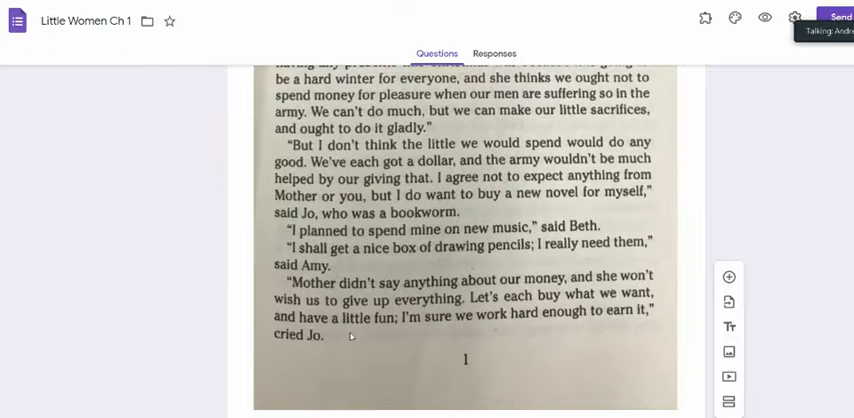 Little Women Ch 1
Send
Talking: Andre
Questions Responses
be a hard winter for everyone, and she thinks we ought not to
spend money for pleasure when our men are suffering so in the
army. We can't do much, but we can make our little sacrifices,
and ought to do it gladly."
"But I don't think the little we would spend would do any
good. We've each got a dollar, and the army wouldn't be much
helped by our giving that. I agree not to expect anything from
Mother or you, but I do want to buy a new novel for myself,"
said Jo, who was a bookworm.
"I planned to spend mine on new music," said Beth.
"I shall get a nice box of drawing pencils; I really need them,"
said Amy.
"Mother didn't say anything about our money, and she won't
wish us to give up everything. Let's each buy what we want,
and have a little fun; I'm sure we work hard enough to earn it,"
cried Jo.
1
Tт